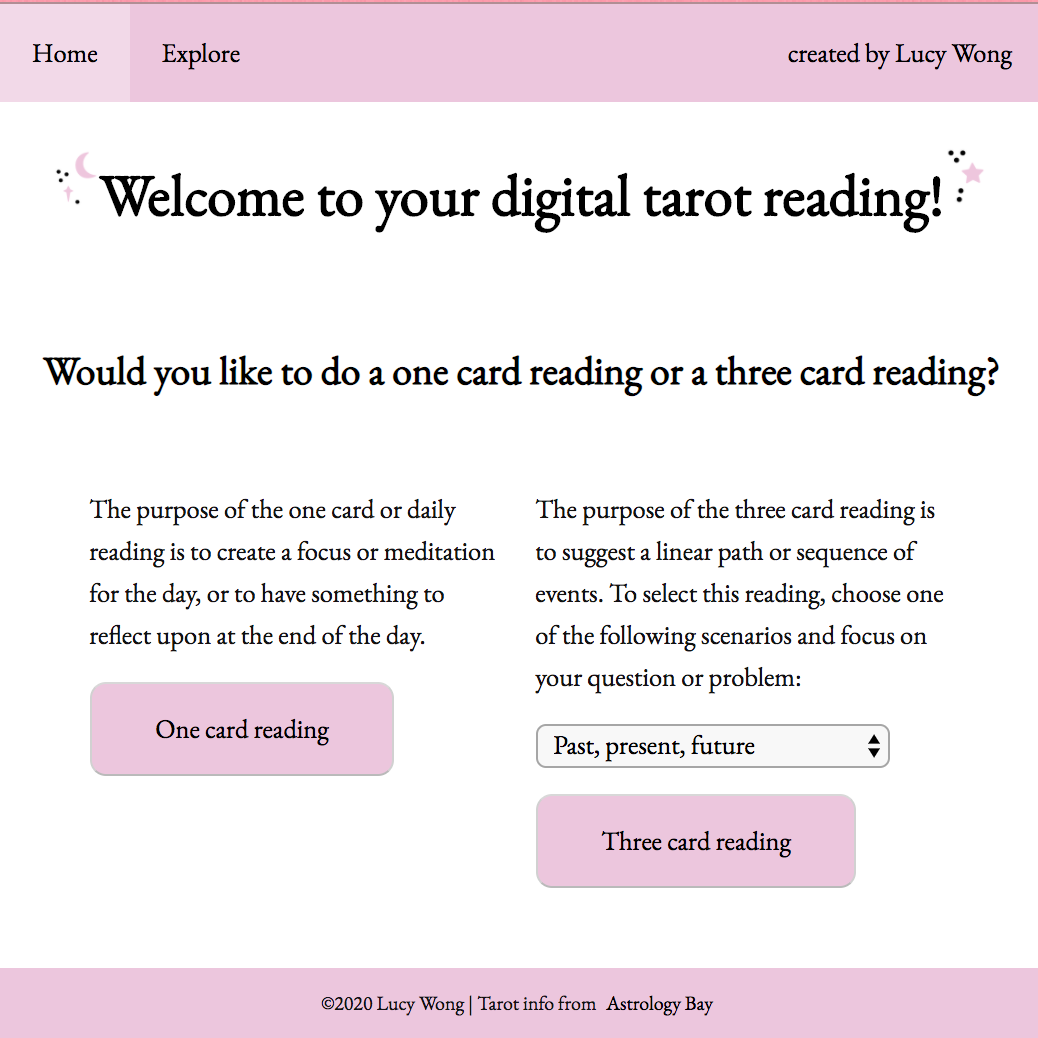 Home Explore created by Lucy Wong
Welcome to your digital tarot reading!
Would you like to do a one card reading or a three card reading?
The purpose of the one card or daily
reading is to create a focus or meditation
for the day, or to have something to
reflect upon at the end of the day.
One card reading
The purpose of the three card reading is
to suggest a linear path or sequence of
events. To select this reading, choose one
of the following scenarios and focus on
your question or problem:
Past, present, future
Three card reading
©2020 Lucy Wong | Tarot info from Astrology Bay